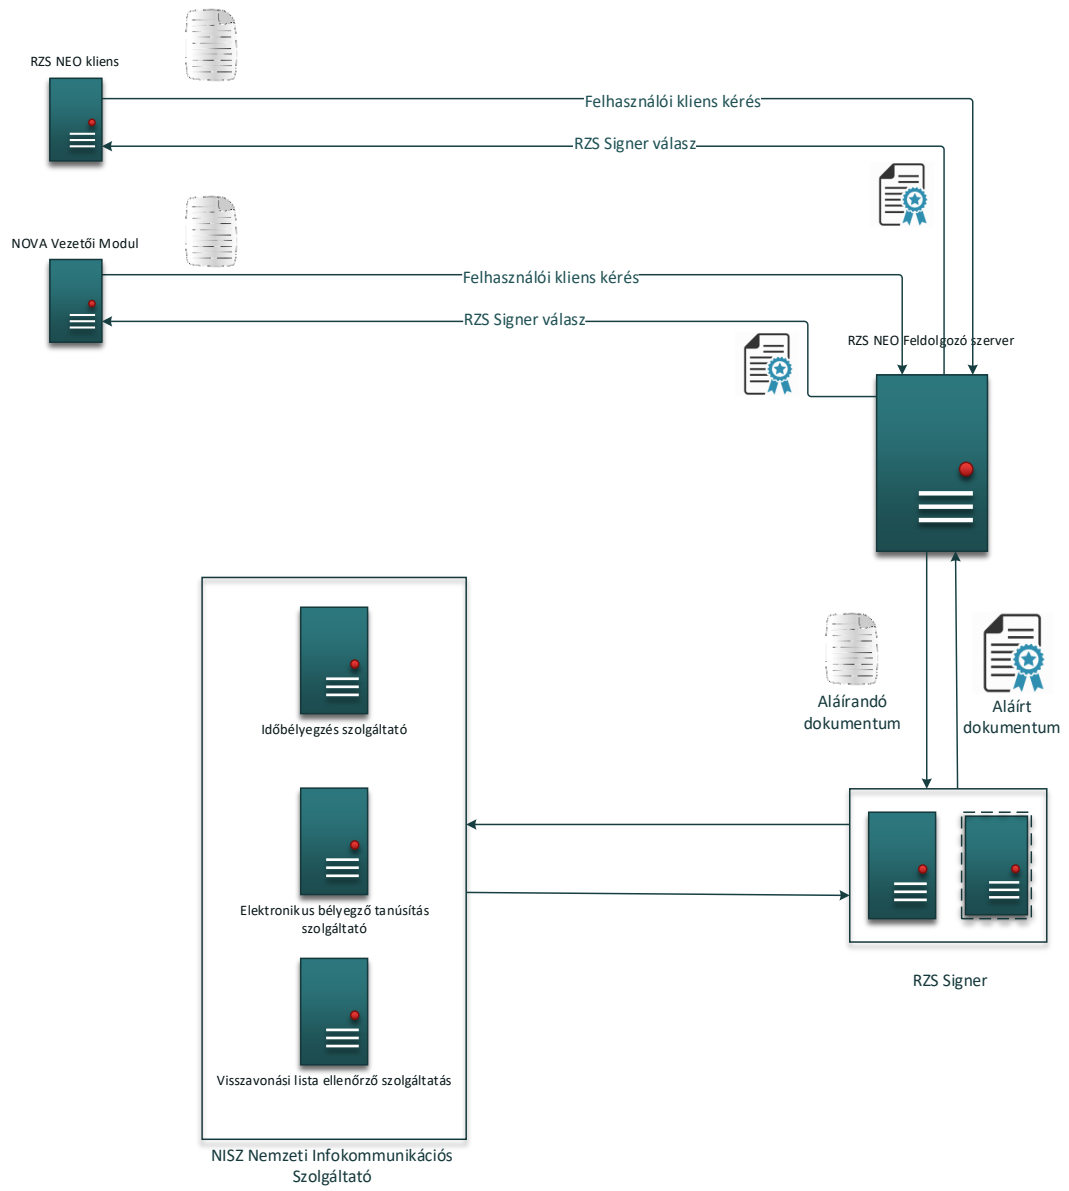 RZS NEO kliens
Felhasználói kliens kérés
RZS Signer válasz
NOVA Vezetői Modul
Felhasználói kliens kérés
RZS Signer válasz
RZS NEO Feldolgozó szerver
Időbélyegzés szolgáltató
Aláírandó
dokumentum
Aláírt
dokumentum
Elektronikus bélyegző tanúsítás
szolgáltató
RZS Signer
Visszavonási lista ellenőrző szolgáltatás
NISZ Nemzeti Infokommunikációs
Szolgáltató